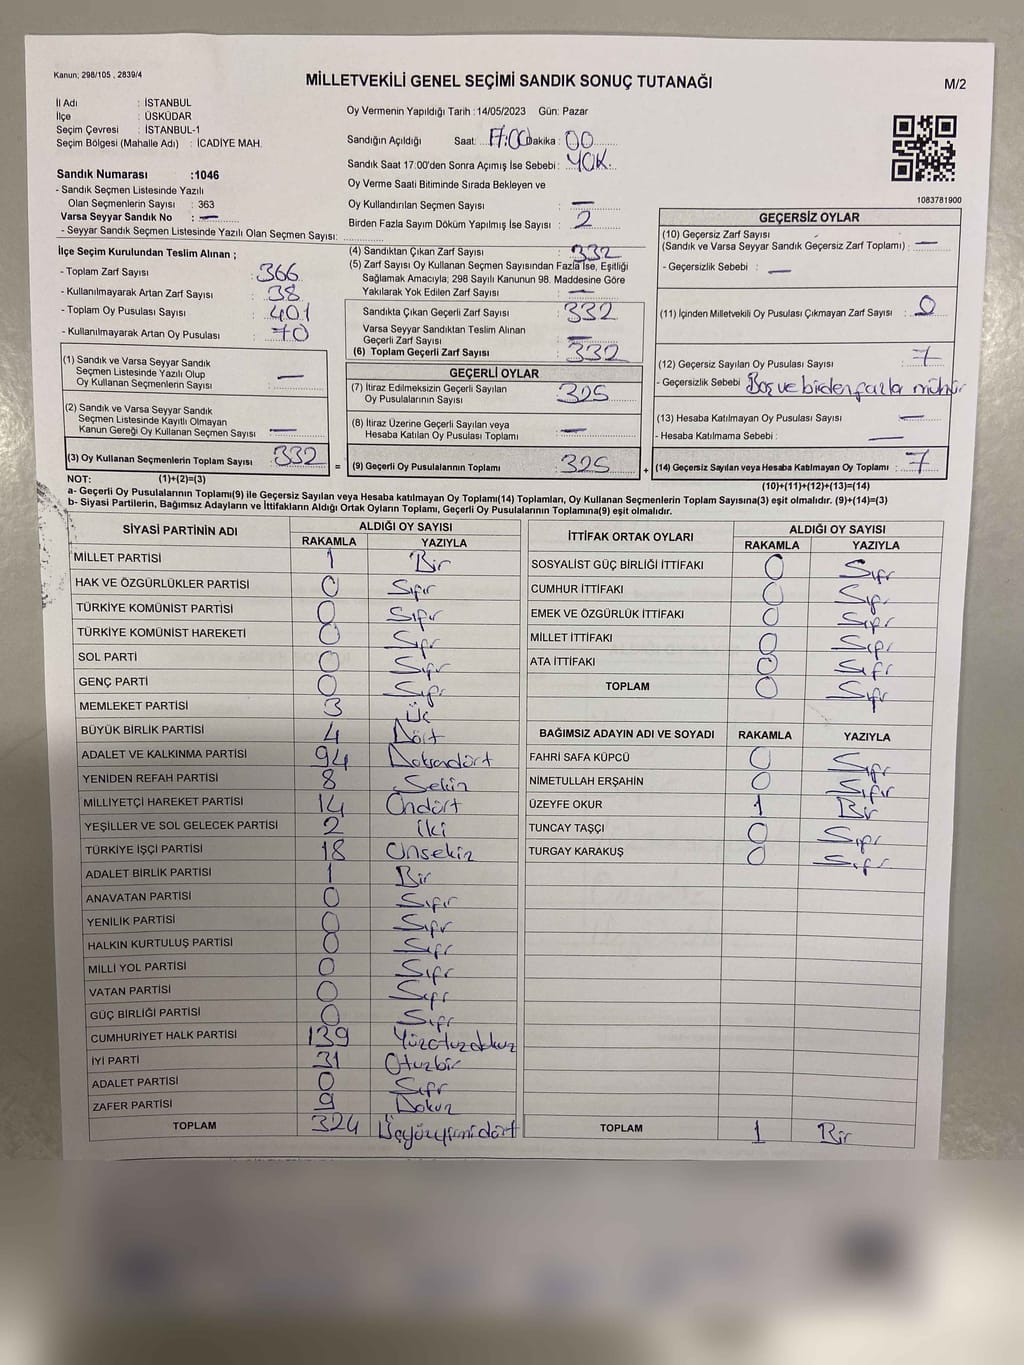 Kanun, 298/105 , 2839/4
MİLLETVEKİLİ GENEL SEÇİMİ SANDIK SONUÇ TUTANAĞI
M/2
İl Adı : İSTANBUL
İlçe : ÜSKÜDAR
Seçim Çevresi : İSTANBUL-1
Seçim Bölgesi (Mahalle Adı) : İCADİYE MAH.
Oy Vermenin Yapıldığı Tarih : 14/05/2023 Gün: Pazar
Sandığın Açıldığı Saat: 17:00 Dakika : 00
Sandık Saat 17:00'den Sonra Açımış İse Sebebi : YOK.
Oy Verme Saati Bitiminde Sırada Bekleyen ve
Oy Kullandırılan Seçmen Sayısı : —
Birden Fazla Sayım Döküm Yapılmış İse Sayısı : 2
1083781900
Sandık Numarası :1046
- Sandık Seçmen Listesinde Yazılı
Olan Seçmenlerin Sayısı : 363
Varsa Seyyar Sandık No : —
- Seyyar Sandık Seçmen Listesinde Yazılı Olan Seçmen Sayısı:
İlçe Seçim Kurulundan Teslim Alınan ;
- Toplam Zarf Sayısı : 366
- Kullanılmayarak Artan Zarf Sayısı : 38
- Toplam Oy Pusulası Sayısı : 401
- Kullanılmayarak Artan Oy Pusulası : 70
(1) Sandık ve Varsa Seyyar Sandık
Seçmen Listesinde Yazılı Olup
Oy Kullanan Seçmenlerin Sayısı : —
(2) Sandık ve Varsa Seyyar Sandık
Seçmen Listesinde Kayıtlı Olmayan
Kanun Gereği Oy Kullanan Seçmen Sayısı : —
(3) Oy Kullanan Seçmenlerin Toplam Sayısı : 332
(4) Sandıktan Çıkan Zarf Sayısı : 332
(5) Zarf Sayısı Oy Kullanan Seçmen Sayısından Fazla İse, Eşitliği
Sağlamak Amacıyla; 298 Sayılı Kanunun 98. Maddesine Göre
Yakılarak Yok Edilen Zarf Sayısı : —
Sandıkta Çıkan Geçerli Zarf Sayısı : 332
Varsa Seyyar Sandıktan Teslim Alınan
Geçerli Zarf Sayısı : —
(6) Toplam Geçerli Zarf Sayısı : 332
GEÇERLİ OYLAR
(7) İtiraz Edilmeksizin Geçerli Sayılan
Oy Pusulalarının Sayısı : 325
(8) İtiraz Üzerine Geçerli Sayılan veya
Hesaba Katılan Oy Pusulası Toplamı : —
= (9) Geçerli Oy Pusulalarının Toplamı : 325
GEÇERSİZ OYLAR
(10) Geçersiz Zarf Sayısı
(Sandık ve Varsa Seyyar Sandık Geçersiz Zarf Toplamı) : —
- Geçersizlik Sebebi : —
(11) İçinden Milletvekili Oy Pusulası Çıkmayan Zarf Sayısı : 0
(12) Geçersiz Sayılan Oy Pusulası Sayısı : 7
- Geçersizlik Sebebi : Boş ve birden fazla mühür
(13) Hesaba Katılmayan Oy Pusulası Sayısı : —
- Hesaba Katılmama Sebebi : —
+ (14) Geçersiz Sayılan veya Hesaba Katılmayan Oy Toplamı : 7
NOT: (1)+(2)=(3)
(10)+(11)+(12)+(13)=(14)
a- Geçerli Oy Pusulalarının Toplamı(9) ile Geçersiz Sayılan veya Hesaba katılmayan Oy Toplamı(14) Toplamları, Oy Kullanan Seçmenlerin Toplam Sayısına(3) eşit olmalıdır. (9)+(14)=(3)
b- Siyasi Partilerin, Bağımsız Adayların ve İttifakların Aldığı Ortak Oyların Toplamı, Geçerli Oy Pusulalarının Toplamına(9) eşit olmalıdır.
SİYASİ PARTİNİN ADI ALDIĞI OY SAYISI
RAKAMLA YAZIYLA
MİLLET PARTİSİ 1 Bir
HAK VE ÖZGÜRLÜKLER PARTİSİ 0 Sıfır
TÜRKİYE KOMÜNİST PARTİSİ 0 Sıfır
TÜRKİYE KOMÜNİST HAREKETİ 0 Sıfır
SOL PARTİ 0 Sıfır
GENÇ PARTİ 0 Sıfır
MEMLEKET PARTİSİ 3 Üç
BÜYÜK BİRLİK PARTİSİ 4 Dört
ADALET VE KALKINMA PARTİSİ 94 Doksandört
YENİDEN REFAH PARTİSİ 8 Sekiz
MİLLİYETÇİ HAREKET PARTİSİ 14 Ondört
YEŞİLLER VE SOL GELECEK PARTİSİ 2 iki
TÜRKİYE İŞÇİ PARTİSİ 18 Onsekiz
ADALET BİRLİK PARTİSİ 1 Bir
ANAVATAN PARTİSİ 0 Sıfır
YENİLİK PARTİSİ 0 Sıfır
HALKIN KURTULUŞ PARTİSİ 0 Sıfır
MİLLİ YOL PARTİSİ 0 Sıfır
VATAN PARTİSİ 0 Sıfır
GÜÇ BİRLİĞİ PARTİSİ 0 Sıfır
CUMHURİYET HALK PARTİSİ 139 Yüzotuzdokuz
İYİ PARTİ 31 Otuzbir
ADALET PARTİSİ 0 Sıfır
ZAFER PARTİSİ 9 Dokuz
TOPLAM 324 Üçyüzyirmidört
İTTİFAK ORTAK OYLARI ALDIĞI OY SAYISI
RAKAMLA YAZIYLA
SOSYALİST GÜÇ BİRLİĞİ İTTİFAKI 0 Sıfır
CUMHUR İTTİFAKI 0 Sıfır
EMEK VE ÖZGÜRLÜK İTTİFAKI 0 Sıfır
MİLLET İTTİFAKI 0 Sıfır
ATA İTTİFAKI 0 Sıfır
TOPLAM 0 Sıfır
BAĞIMSIZ ADAYIN ADI VE SOYADI RAKAMLA YAZIYLA
FAHRİ SAFA KÜPCÜ 0 Sıfır
NİMETULLAH ERŞAHİN 0 Sıfır
ÜZEYFE OKUR 1 Bir
TUNCAY TAŞÇI 0 Sıfır
TURGAY KARAKUŞ 0 Sıfır
TOPLAM 1 Bir